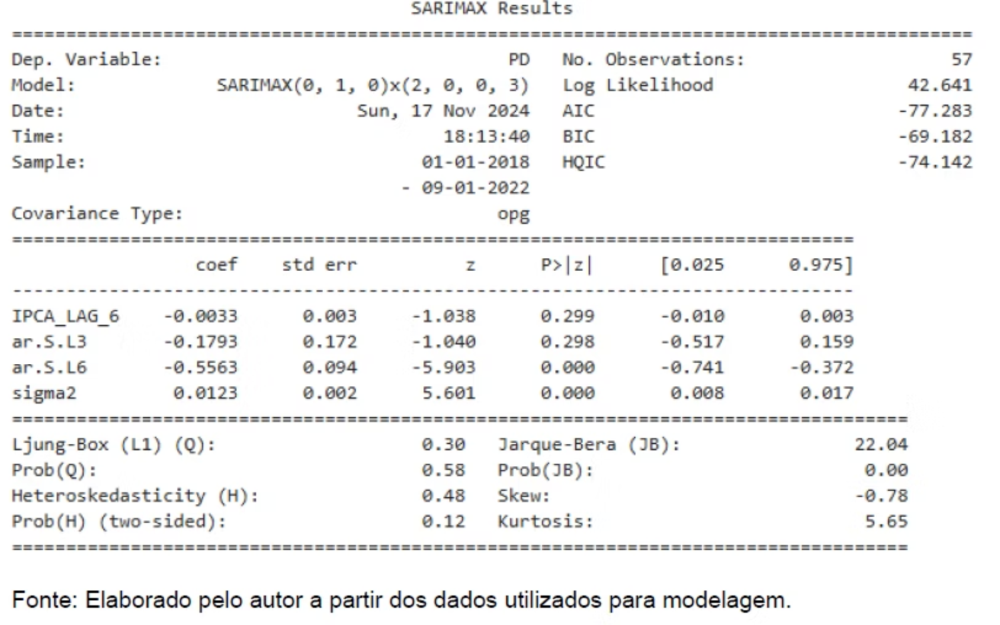 SARIMAX Results
==========================================================================================
Dep. Variable: PD No. Observations: 57
Model: SARIMAX(0, 1, 0)x(2, 0, 0, 3) Log Likelihood 42.641
Date: Sun, 17 Nov 2024 AIC -77.283
Time: 18:13:40 BIC -69.182
Sample: 01-01-2018 HQIC -74.142
- 09-01-2022
Covariance Type: opg
==============================================================================
coef std err z P>|z| [0.025 0.975]
------------------------------------------------------------------------------
IPCA_LAG_6 -0.0033 0.003 -1.038 0.299 -0.010 0.003
ar.S.L3 -0.1793 0.172 -1.040 0.298 -0.517 0.159
ar.S.L6 -0.5563 0.094 -5.903 0.000 -0.741 -0.372
sigma2 0.0123 0.002 5.601 0.000 0.008 0.017
===================================================================================
Ljung-Box (L1) (Q): 0.30 Jarque-Bera (JB): 22.04
Prob(Q): 0.58 Prob(JB): 0.00
Heteroskedasticity (H): 0.48 Skew: -0.78
Prob(H) (two-sided): 0.12 Kurtosis: 5.65
===================================================================================
Fonte: Elaborado pelo autor a partir dos dados utilizados para modelagem.